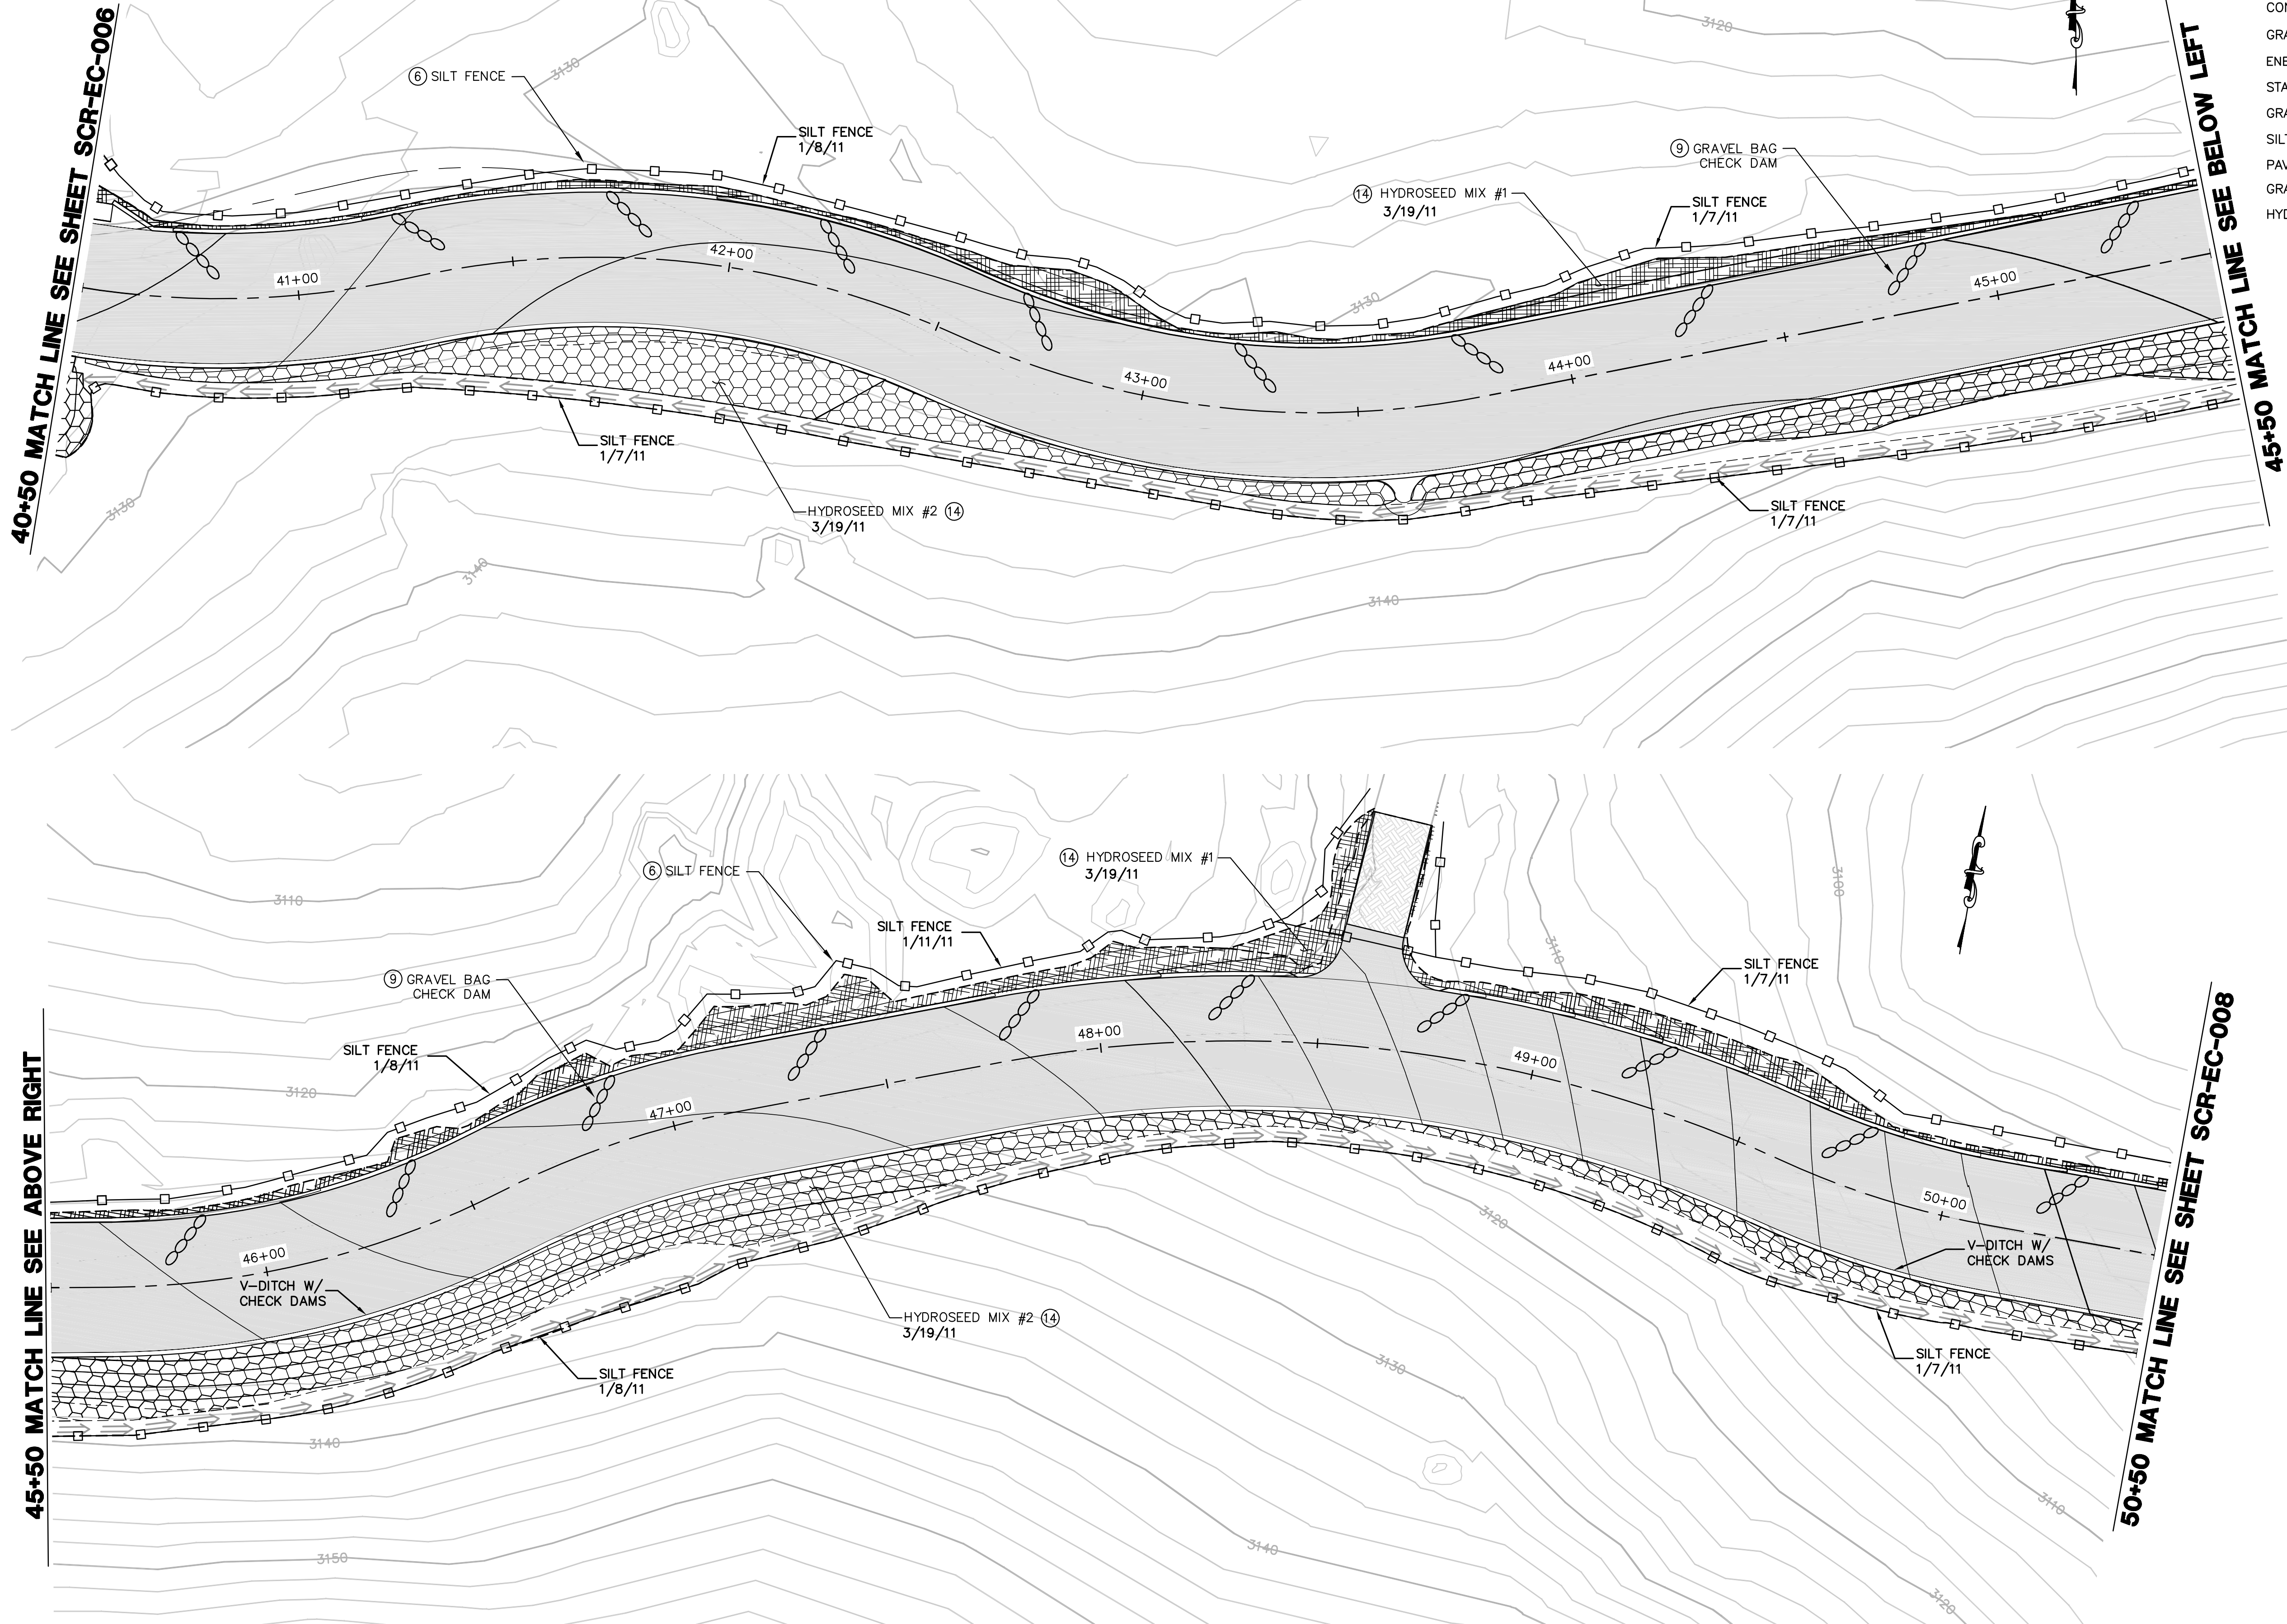 40+50 MATCH LINE SEE SHEET SCR-EC-006
3120
3130
6 SILT FENCE
SILT FENCE
1/8/11
9 GRAVEL BAG
CHECK DAM
14 HYDROSEED MIX #1
3/19/11
SILT FENCE
1/7/11
41+00
42+00
43+00
44+00
45+00
3130
SILT FENCE
1/7/11
HYDROSEED MIX #2 14
3/19/11
SILT FENCE
1/7/11
3130
3140
3140
45+50 MATCH LINE SEE BELOW LEFT
CON
GRA
ENE
STA
GRA
SILT
PAV
GRA
HYD
45+50 MATCH LINE SEE ABOVE RIGHT
3110
6 SILT FENCE
14 HYDROSEED MIX #1
3/19/11
3100
SILT FENCE
1/11/11
3110
SILT FENCE
1/7/11
9 GRAVEL BAG
CHECK DAM
SILT FENCE
1/8/11
3120
46+00
47+00
48+00
49+00
50+00
V-DITCH W/
CHECK DAMS
3120
V-DITCH W/
CHECK DAMS
HYDROSEED MIX #2 14
3/19/11
SILT FENCE
1/8/11
3130
SILT FENCE
1/7/11
3140
3150
3140
3110
3120
50+50 MATCH LINE SEE SHEET SCR-EC-008